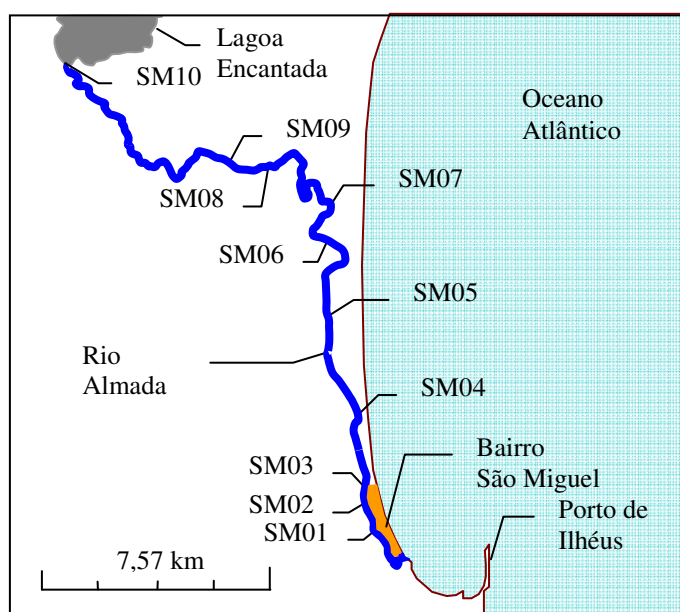 Lagoa
Encantada
SM10
Oceano
Atlântico
SM09
SM07
SM08
SM06
SM05
Rio
Almada
SM04
Bairro
São Miguel
SM03
SM02
SM01
Porto de
Ilhéus
7,57 km